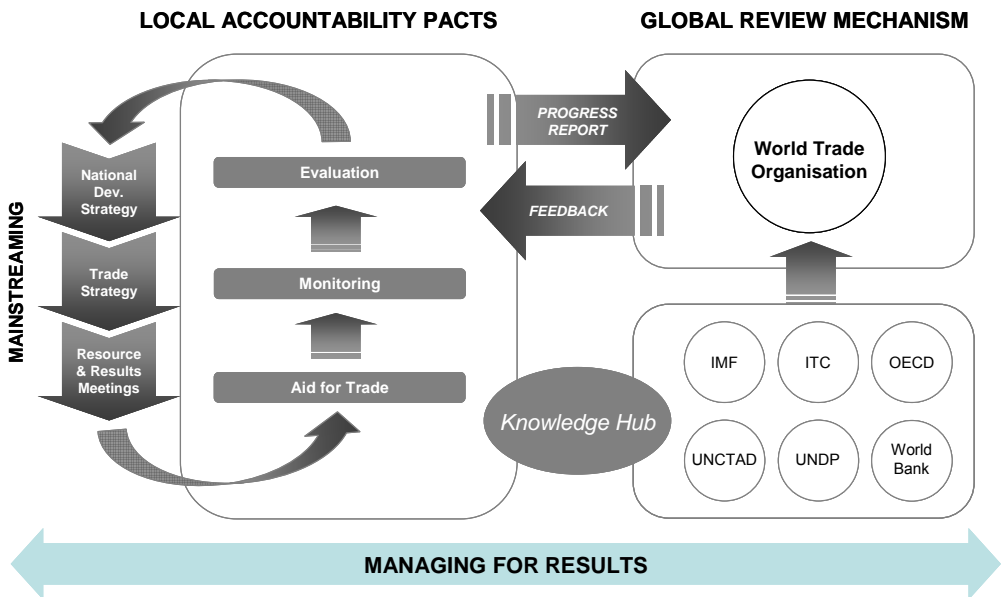 LOCAL ACCOUNTABILITY PACTS
GLOBAL REVIEW MECHANISM
MAINSTREAMING
National
Dev.
Strategy
Trade
Strategy
Resource
& Results
Meetings
Evaluation
Monitoring
Aid for Trade
PROGRESS
REPORT
FEEDBACK
World Trade
Organisation
Knowledge Hub
IMF
ITC
OECD
UNCTAD
UNDP
World
Bank
MANAGING FOR RESULTS